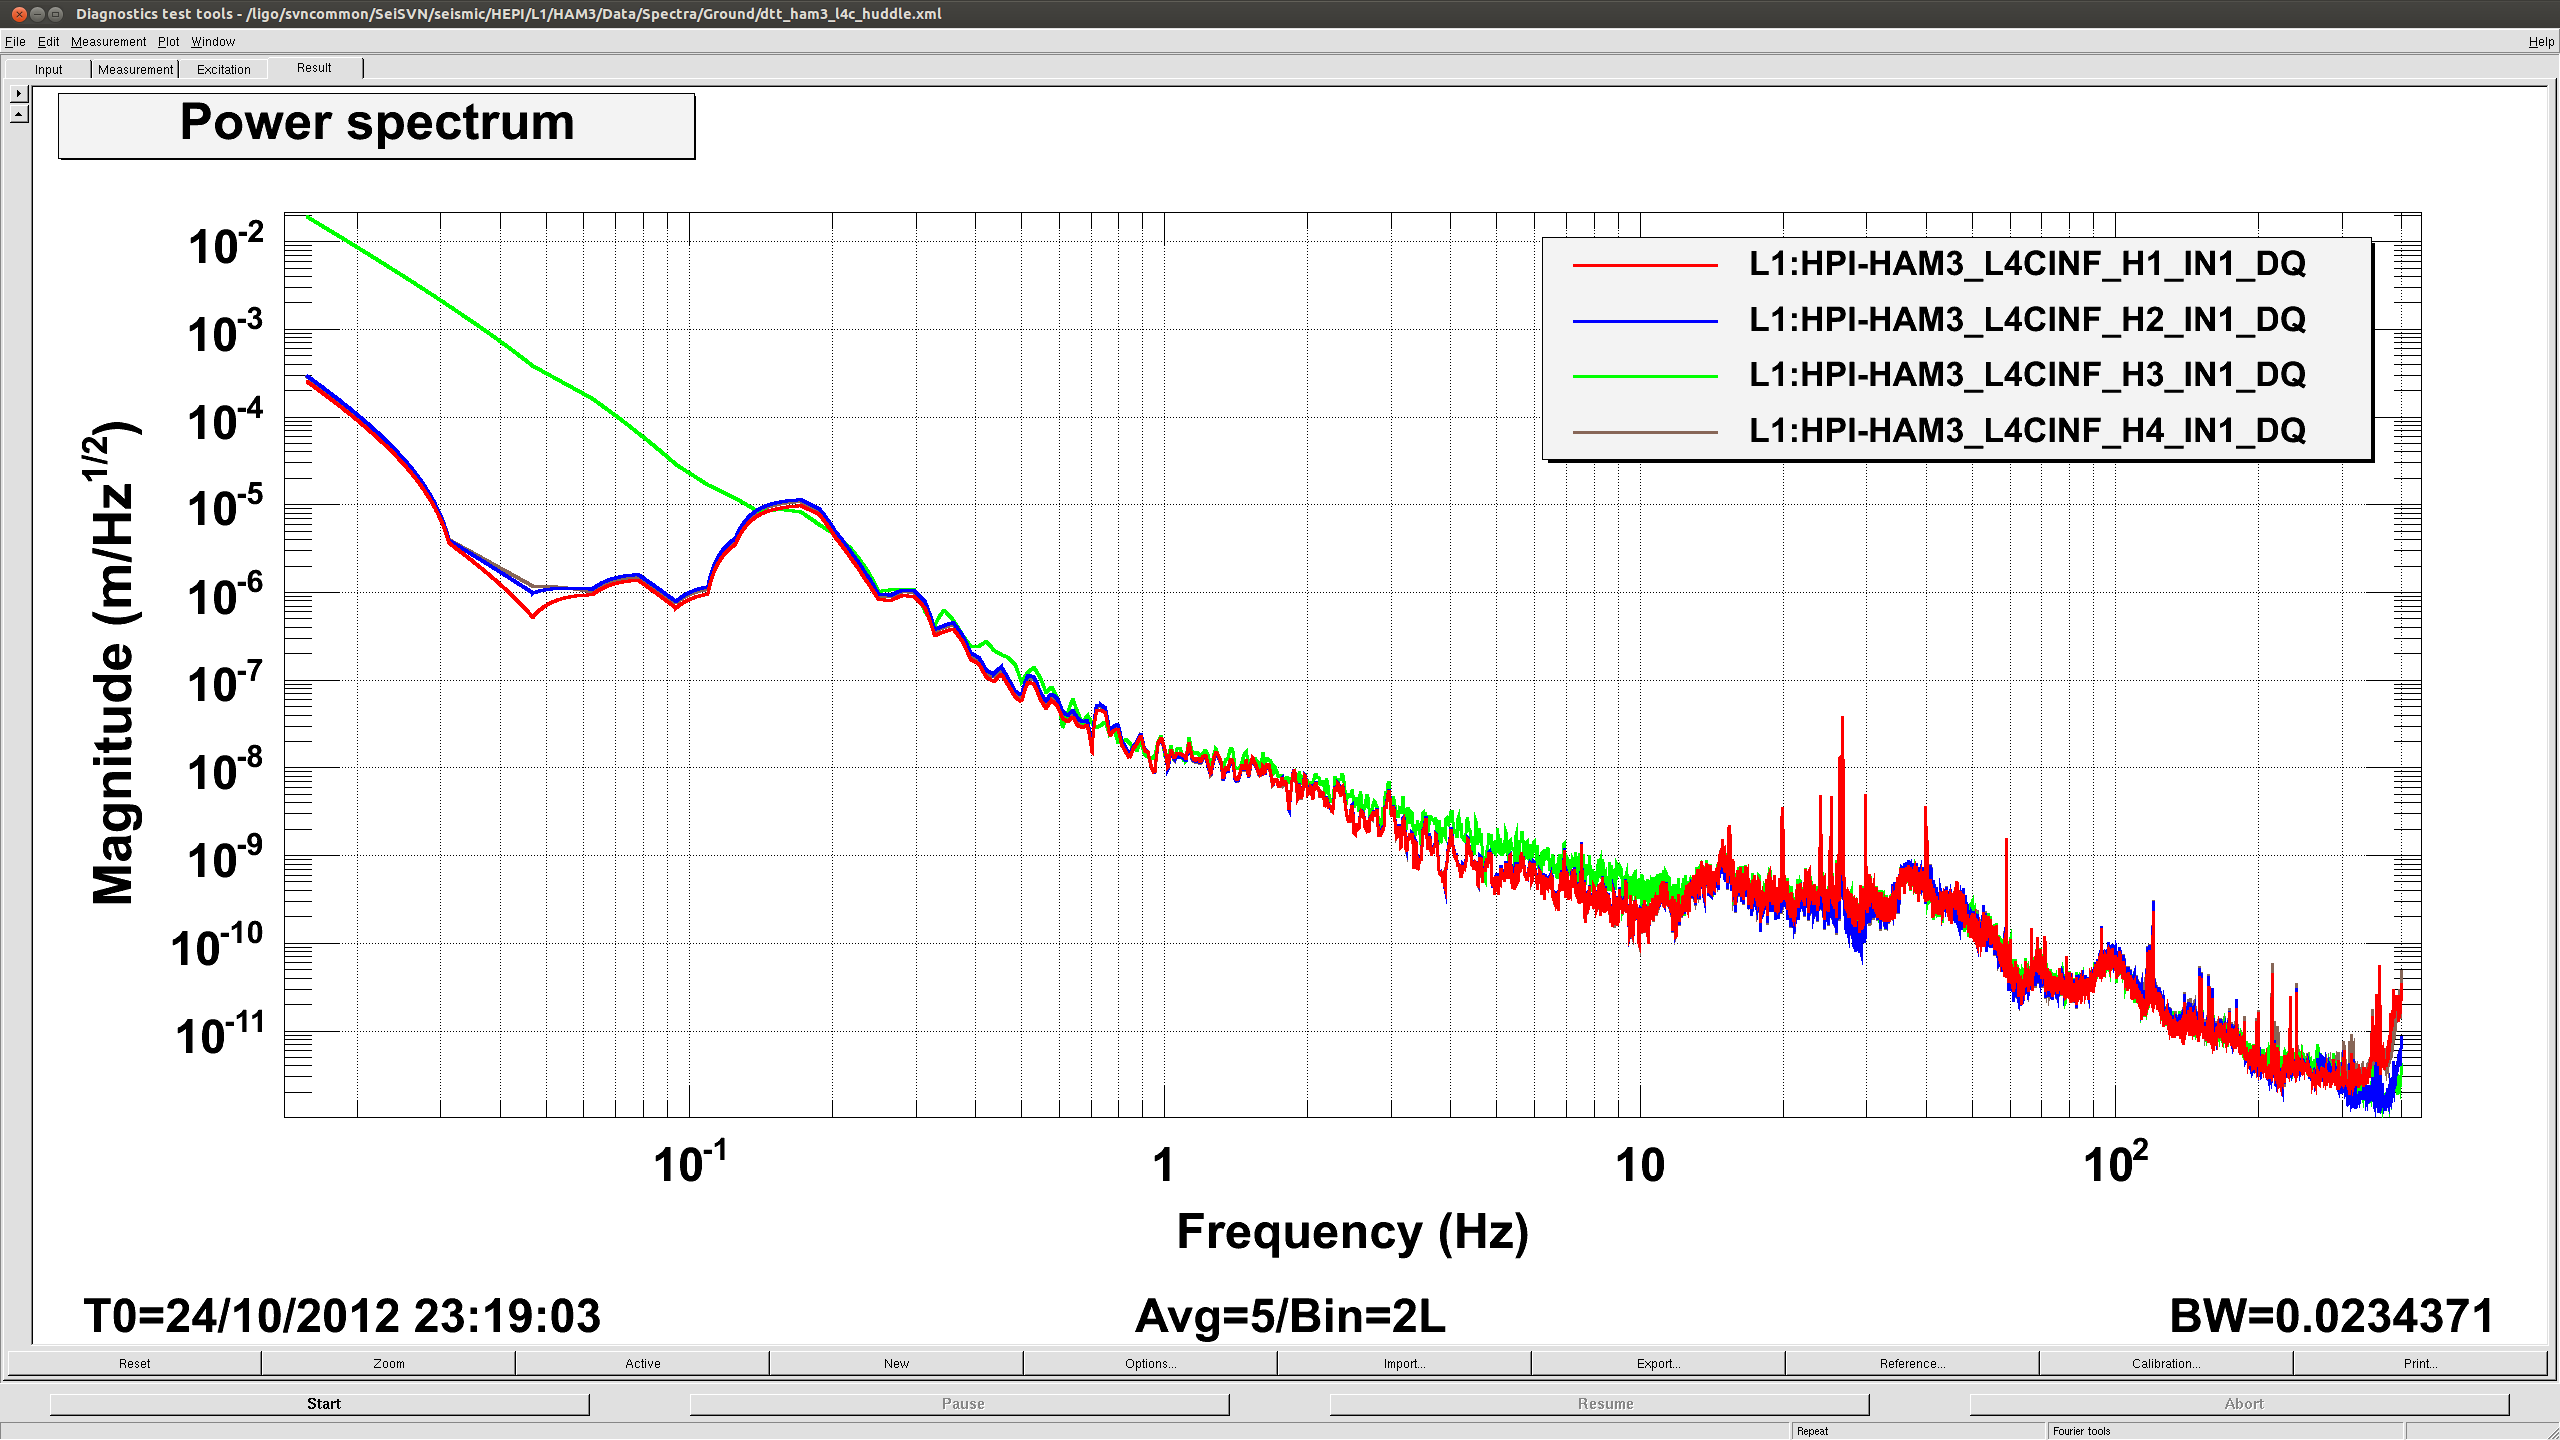 Diagnostics test tools - /ligo/svncommon/SeiSVN/seismic/HEPI/L1/HAM3/Data/Spectra/Ground/dtt_ham3_l4c_huddle.xml
File Edit Measurement Plot Window Help
Input Measurement Excitation Result
Power spectrum
L1:HPI-HAM3_L4CINF_H1_IN1_DQ
L1:HPI-HAM3_L4CINF_H2_IN1_DQ
L1:HPI-HAM3_L4CINF_H3_IN1_DQ
L1:HPI-HAM3_L4CINF_H4_IN1_DQ
Magnitude (m/Hz^1/2)
10^-2
10^-3
10^-4
10^-5
10^-6
10^-7
10^-8
10^-9
10^-10
10^-11
10^-1 1 10 10^2
Frequency (Hz)
T0=24/10/2012 23:19:03 Avg=5/Bin=2L BW=0.0234371
Reset Zoom Active New Options... Import... Export... Reference... Calibration... Print...
Start Pause Resume Abort
Repeat Fourier tools